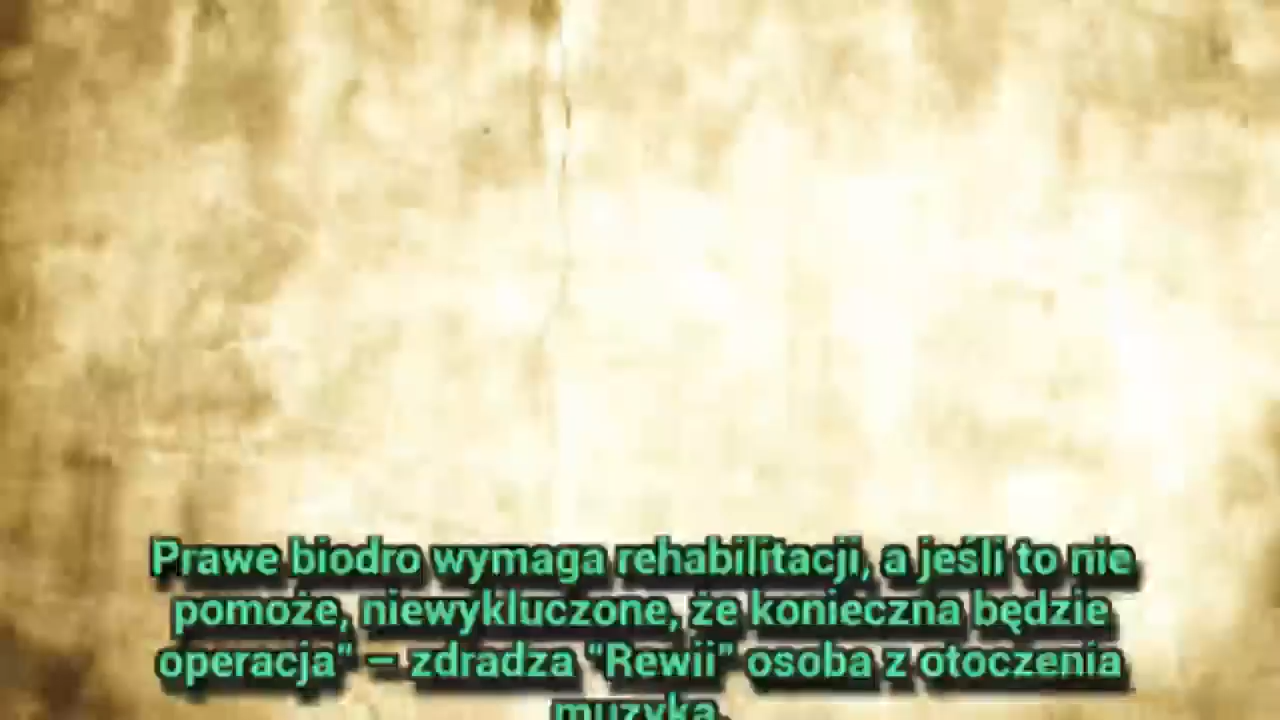 Prawe biodro wymaga rehabilitacji, a jeśli to nie
pomoże, niewykluczone, że konieczna będzie
operacja" – zdradza "Rewii" osoba z otoczenia
muzyka.